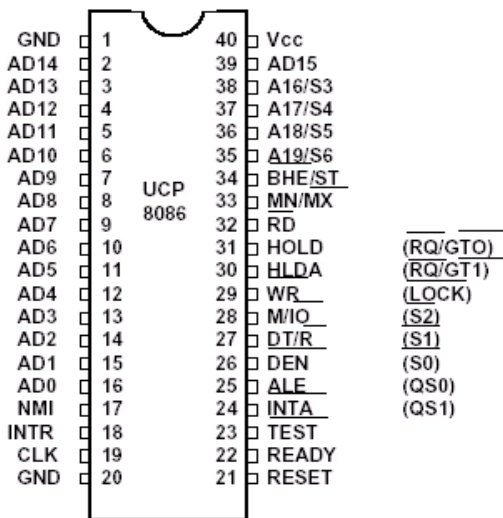 GND 1 40 Vcc
AD14 2 39 AD15
AD13 3 38 A16/S3
AD12 4 37 A17/S4
AD11 5 36 A18/S5
AD10 6 35 A19/S6
AD9 7 34 BHE/ST
UCP
AD8 8 33 MN/MX
8086
AD7 9 32 RD
AD6 10 31 HOLD (RQ/GTO)
AD5 11 30 HLDA (RQ/GT1)
AD4 12 29 WR (LOCK)
AD3 13 28 M/IO (S2)
AD2 14 27 DT/R (S1)
AD1 15 26 DEN (S0)
AD0 16 25 ALE (QS0)
NMI 17 24 INTA (QS1)
INTR 18 23 TEST
CLK 19 22 READY
GND 20 21 RESET